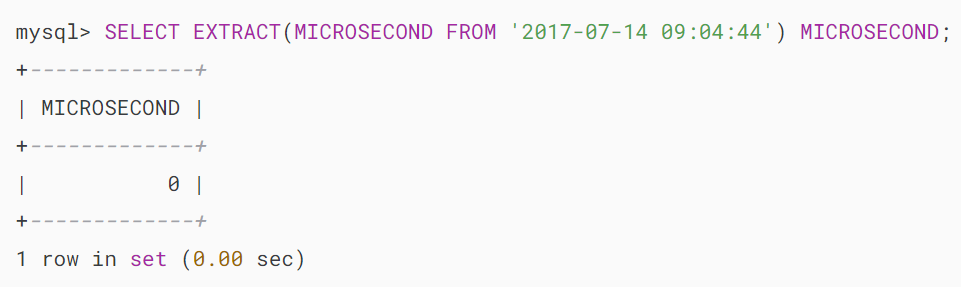 mysql> SELECT EXTRACT(MICROSECOND FROM '2017-07-14 09:04:44') MICROSECOND;
+-------------+
| MICROSECOND |
+-------------+
|           0 |
+-------------+
1 row in set (0.00 sec)